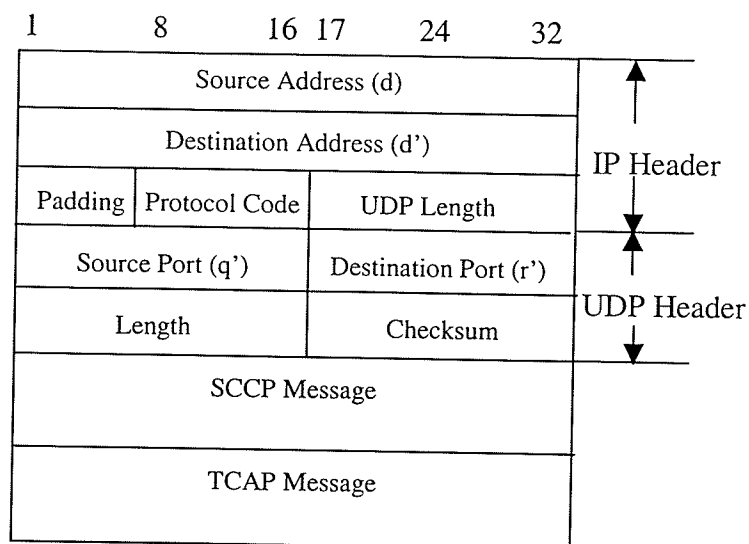 1 8 16 17 24 32
Source Address (d)
Destination Address (d')
IP Header
Padding Protocol Code UDP Length
Source Port (q') Destination Port (r')
UDP Header
Length Checksum
SCCP Message
TCAP Message